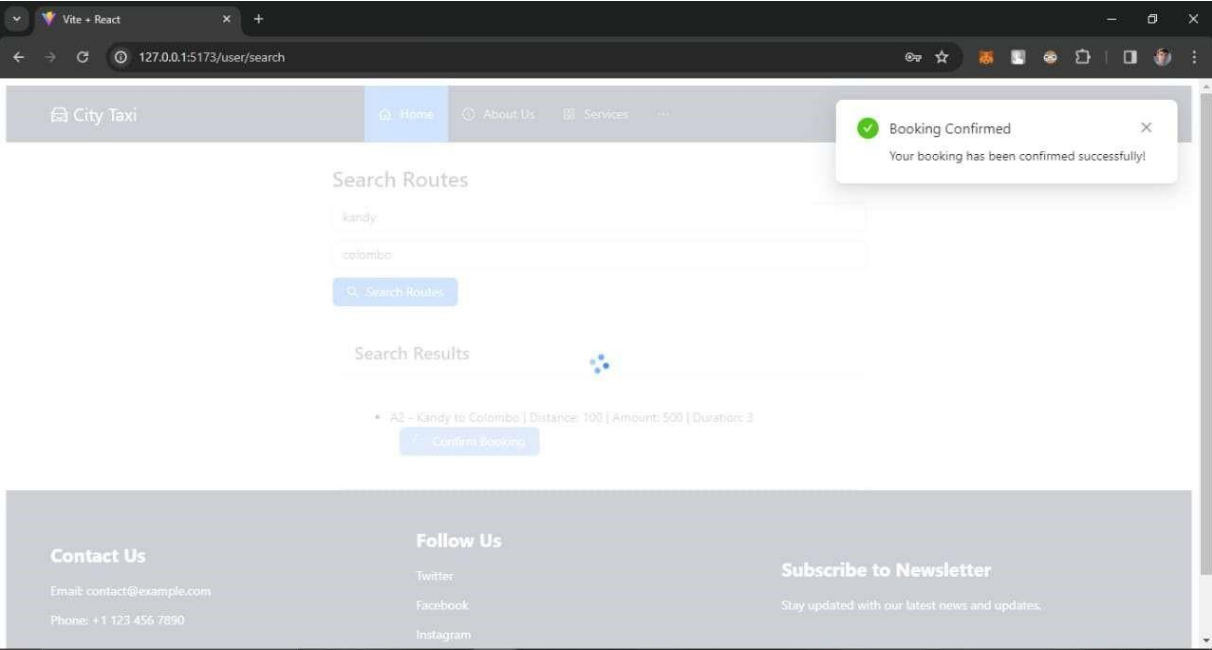 Vite + React
127.0.0.1:5173/user/search
City Taxi
Home
About Us
Services
...
Booking Confirmed
Your booking has been confirmed successfully!
Search Routes
kandy
colombo
Search Routes
Search Results
A2 - Kandy to Colombo | Distance: 100 | Amount: 500 | Duration: 3
Confirm Booking
Contact Us
Email: contact@example.com
Phone: +1 123 456 7890
Follow Us
Twitter
Facebook
Instagram
Subscribe to Newsletter
Stay updated with our latest news and updates.